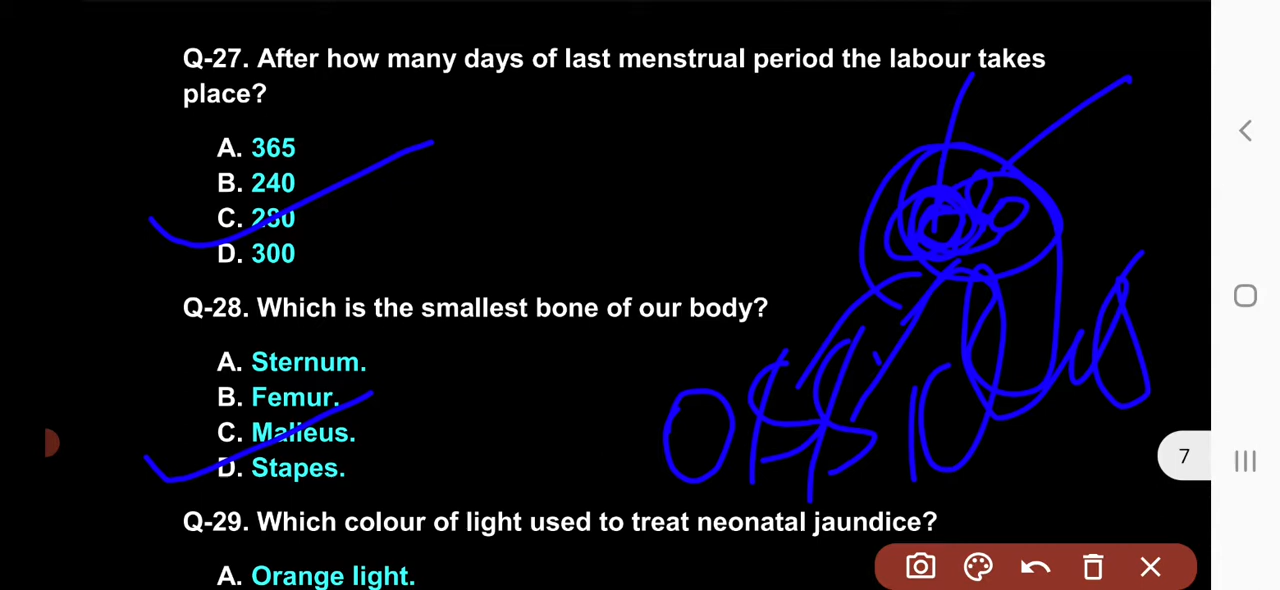 Q-27. After how many days of last menstrual period the labour takes
place?
A. 365
B. 240
C. 280
D. 300
Q-28. Which is the smallest bone of our body?
A. Sternum.
B. Femur.
C. Malleus.
D. Stapes.
7
Q-29. Which colour of light used to treat neonatal jaundice?
A. Orange light.